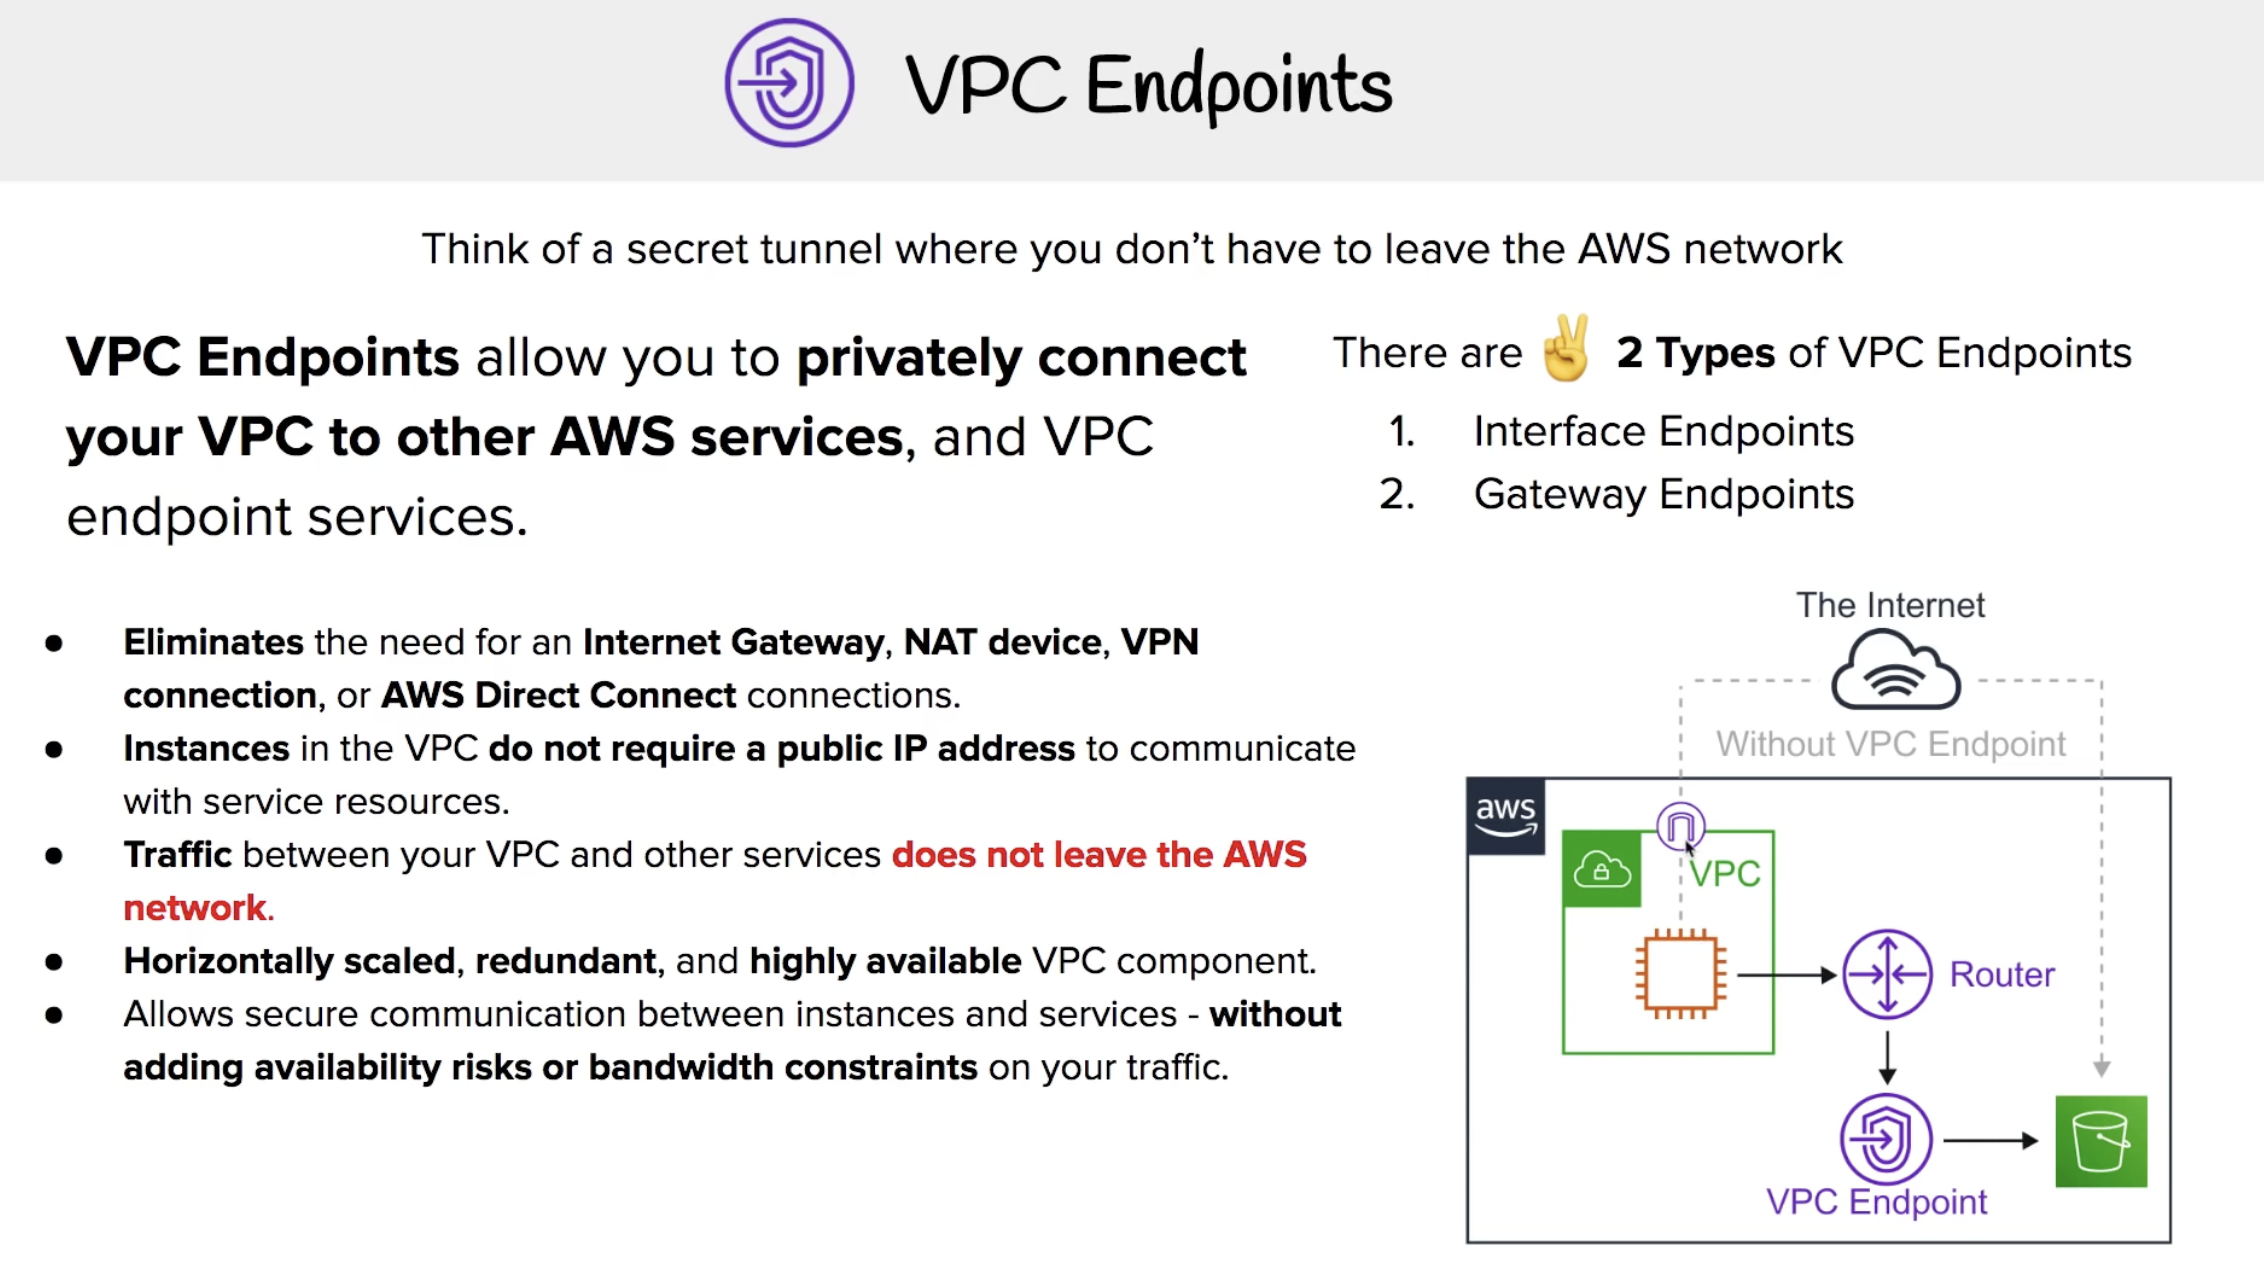 VPC Endpoints
Think of a secret tunnel where you don’t have to leave the AWS network
VPC Endpoints allow you to privately connect
your VPC to other AWS services, and VPC
endpoint services.
There are ✌️ 2 Types of VPC Endpoints
1. Interface Endpoints
2. Gateway Endpoints
● Eliminates the need for an Internet Gateway, NAT device, VPN
connection, or AWS Direct Connect connections.
● Instances in the VPC do not require a public IP address to communicate
with service resources.
● Traffic between your VPC and other services does not leave the AWS
network.
● Horizontally scaled, redundant, and highly available VPC component.
● Allows secure communication between instances and services - without
adding availability risks or bandwidth constraints on your traffic.
The Internet
Without VPC Endpoint
aws
VPC
Router
VPC Endpoint